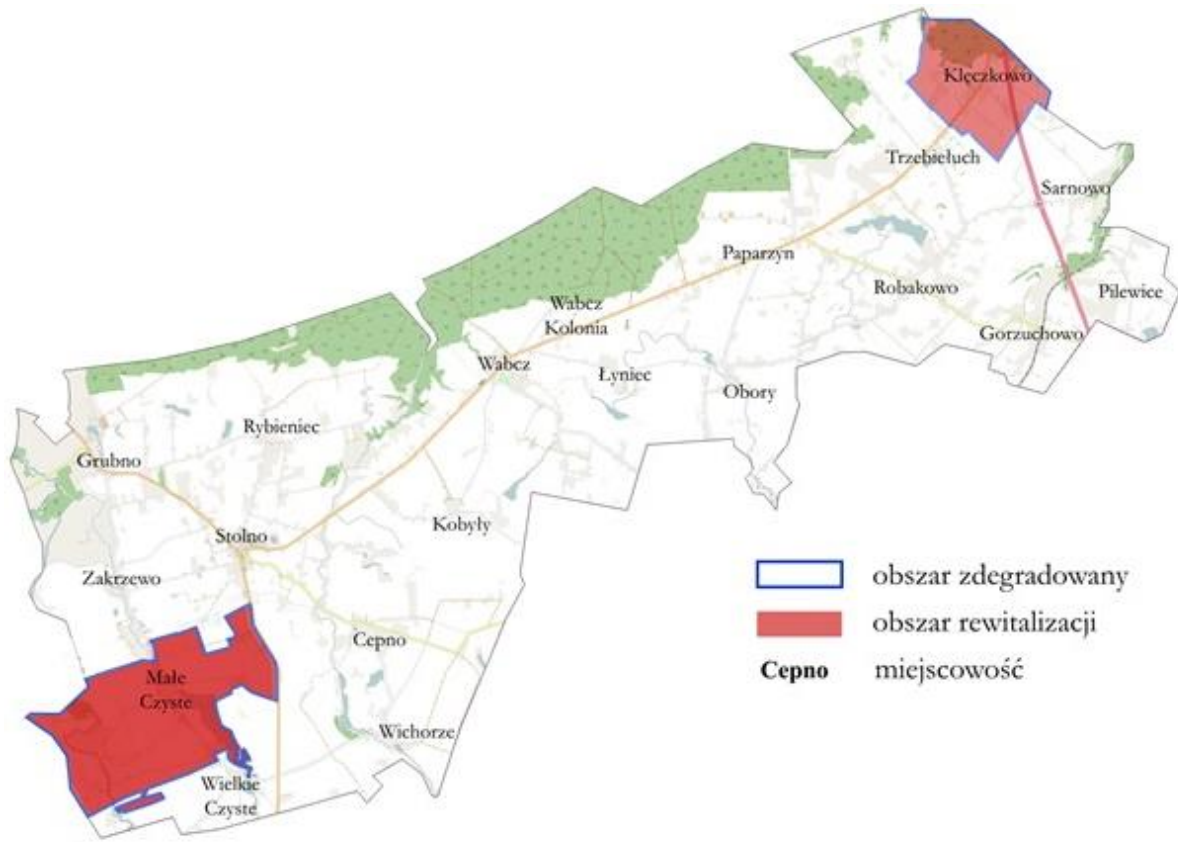 Klęczkowo
Trzebiełuch
Sarnowo
Paparzyn
Robakowo
Pilewice
Wabcz
Kolonia
Gorzuchowo
Wabcz
Łyniec
Obory
Rybieniec
Grubno
Kobyły
Stolno
Zakrzewo
obszar zdegradowany
obszar rewitalizacji
Cepno
miejscowość
Cepno
Małe
Czyste
Wichorze
Wielkie
Czyste